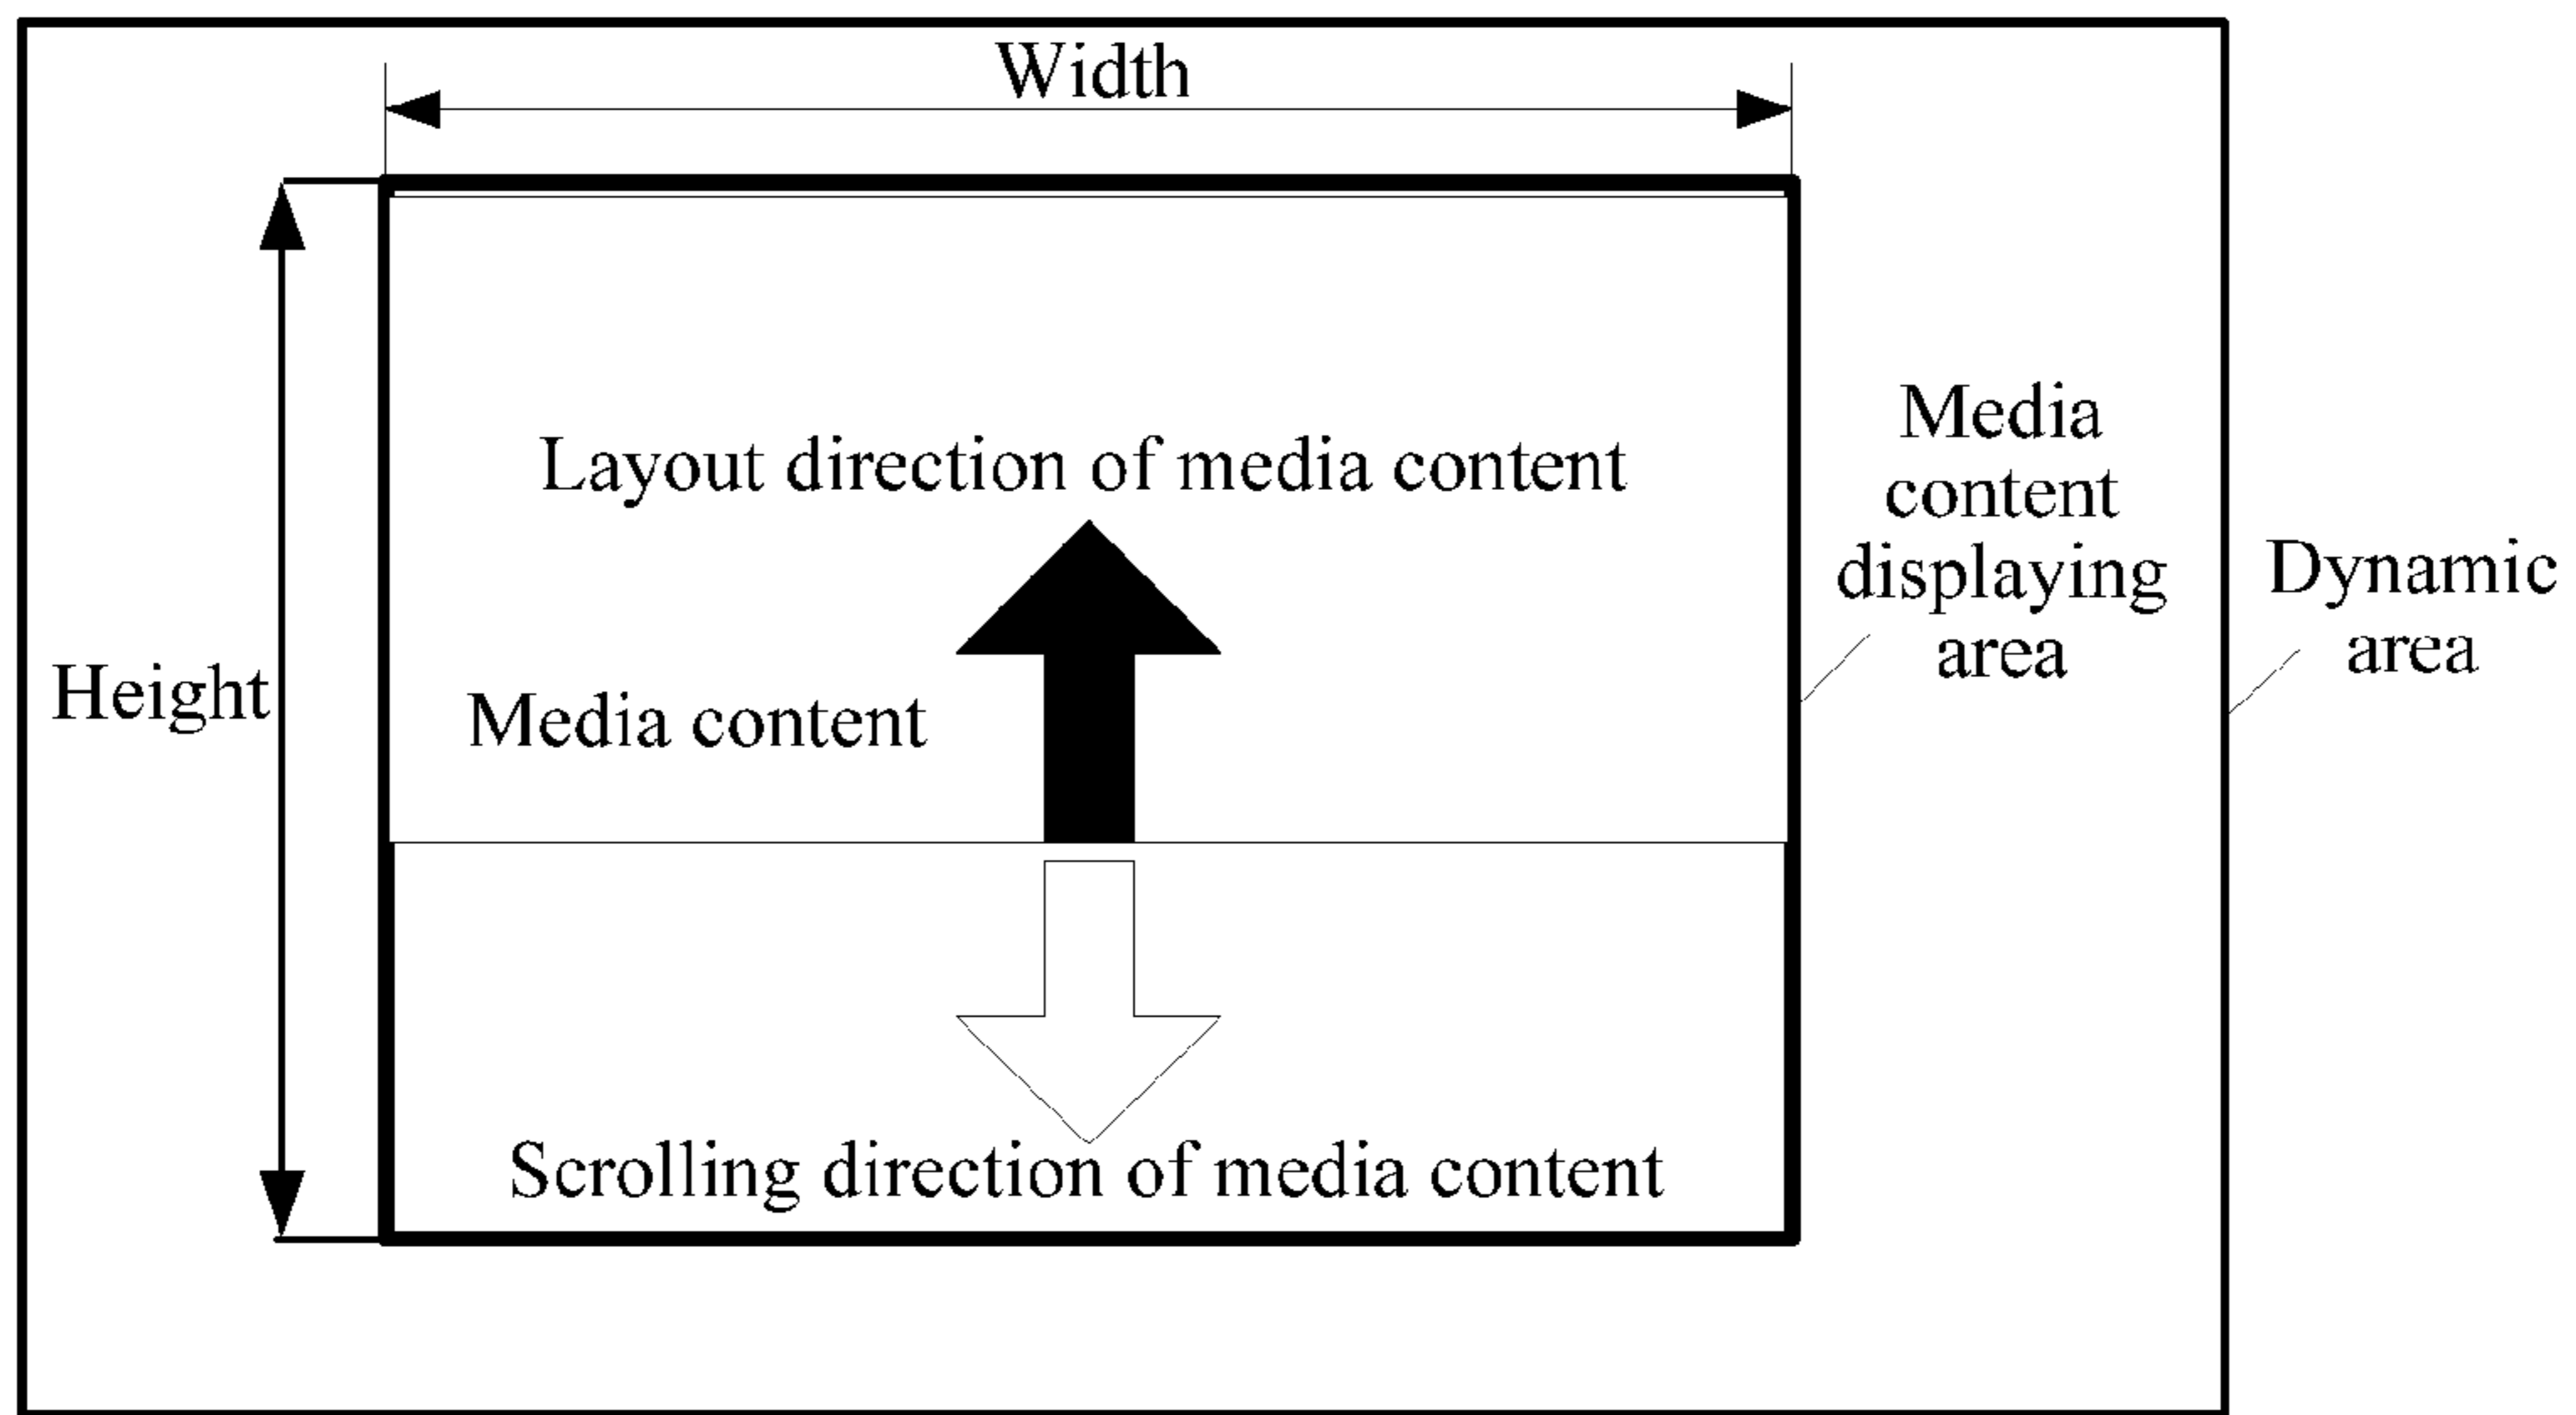 Width
Layout direction of media content
Media
content
displaying
area
Dynamic
area
Height
Media content
Scrolling direction of media content